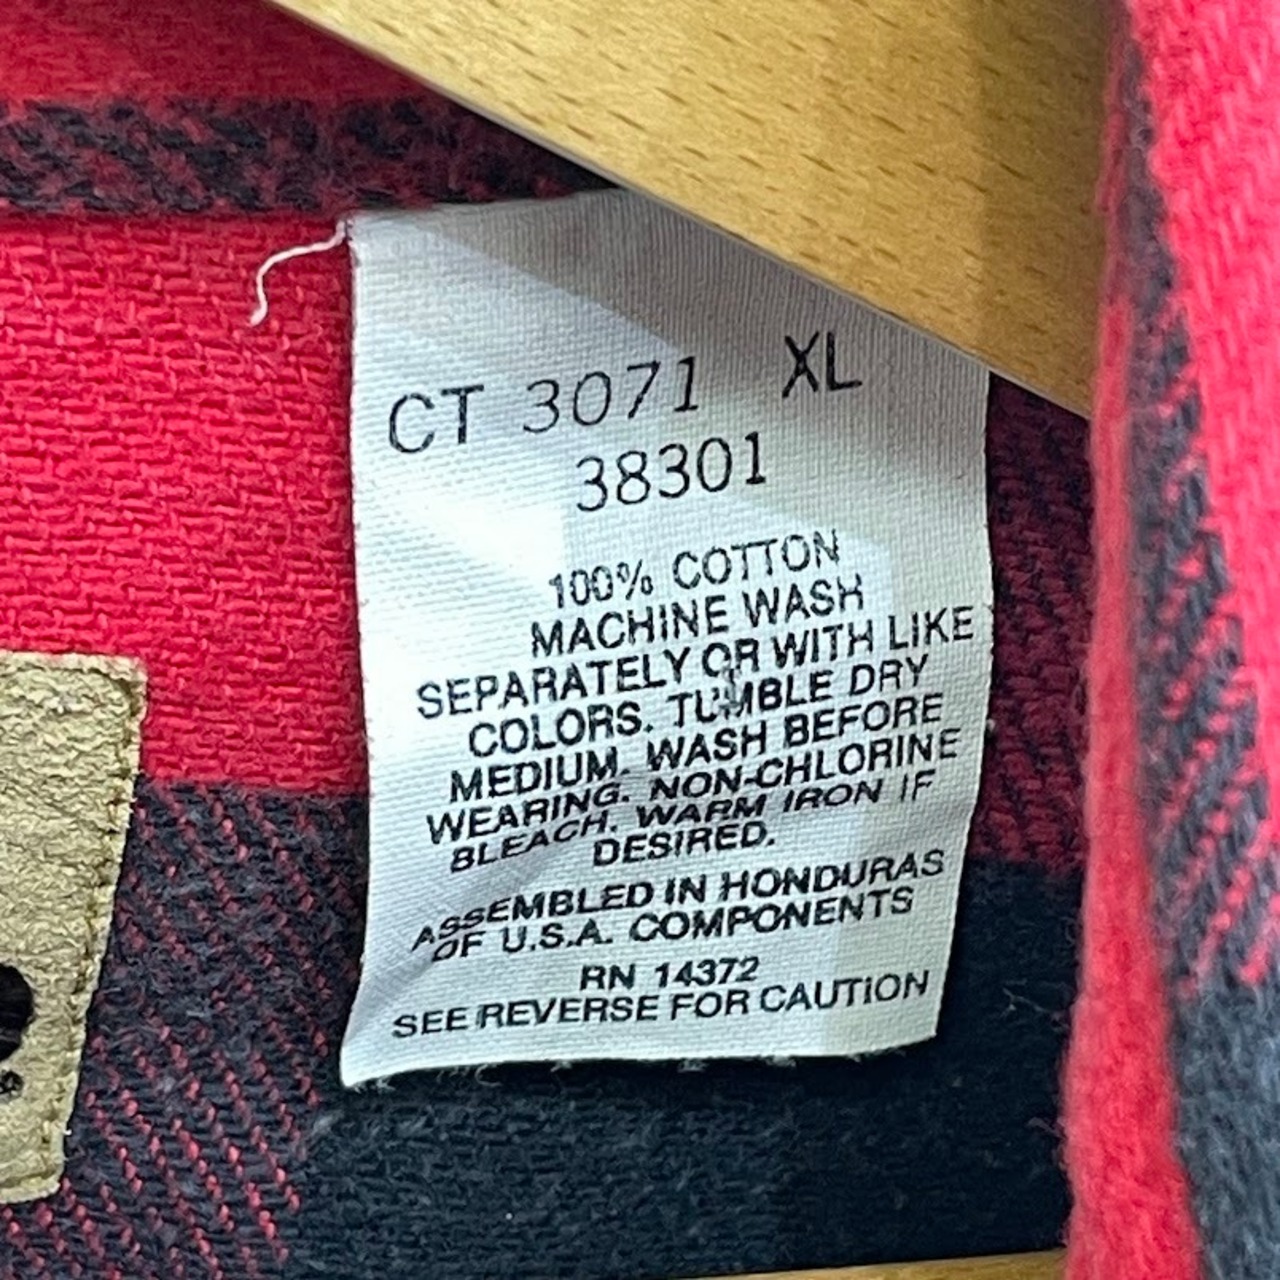 CT 3071 XL
38301
100% COTTON
MACHINE WASH
SEPARATELY OR WITH LIKE
COLORS. TUMBLE DRY
MEDIUM. WASH BEFORE
WEARING. NON-CHLORINE
BLEACH. WARM IRON IF
DESIRED.
ASSEMBLED IN HONDURAS
OF U.S.A. COMPONENTS
RN 14372
SEE REVERSE FOR CAUTION